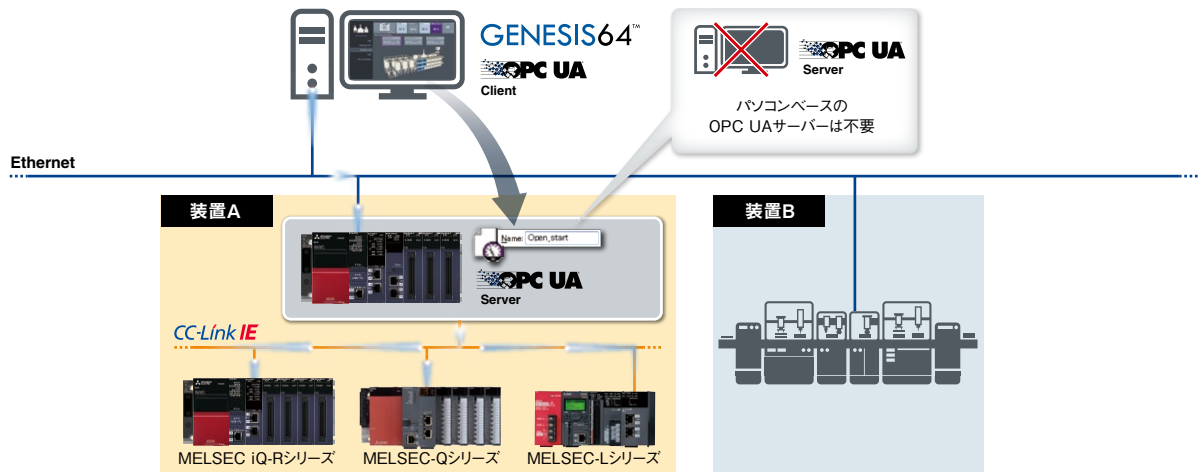 GENESIS64™
OPC UA
Client
OPC UA
Server
パソコンベースの
OPC UAサーバーは不要
Ethernet
装置A
装置B
Name: Open_start
OPC UA
Server
CC-Link IE
MELSEC iQ-Rシリーズ
MELSEC-Qシリーズ
MELSEC-Lシリーズ